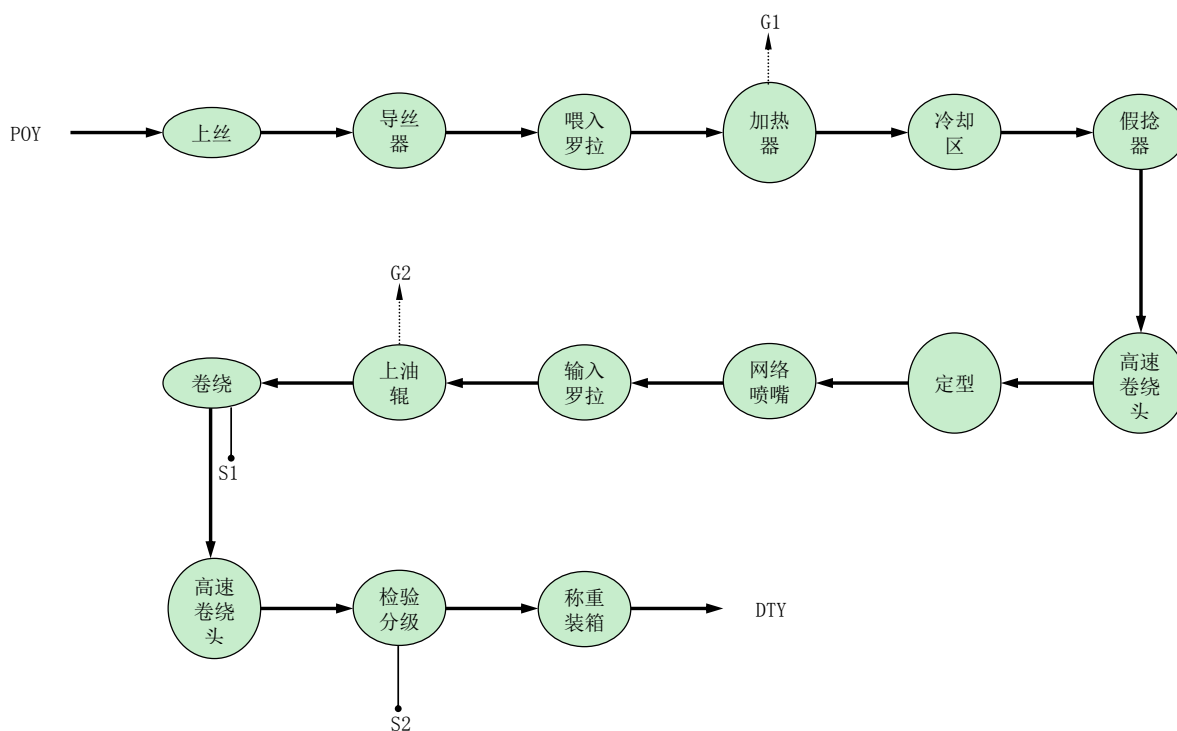 G1
POY
上丝
导丝
器
喂入
罗拉
加热
器
冷却
区
假捻
器
G2
卷绕
上油
辊
输入
罗拉
网络
喷嘴
定型
高速
卷绕
头
S1
高速
卷绕
头
检验
分级
称重
装箱
DTY
S2